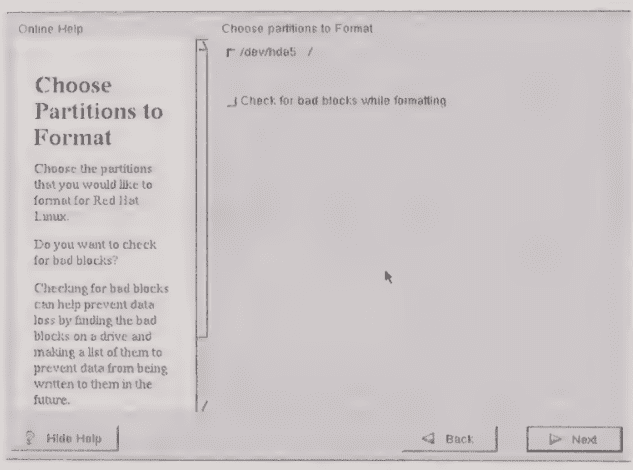 Online Help
Choose partitions to Format
/dev/hda5 /
Check for bad blocks while formatting
Choose
Partitions to
Format
Choose the partitions
that you would like to
format for Red Hat
Linux.
Do you want to check
for bad blocks?
Checking for bad blocks
can help prevent data
loss by finding the bad
blocks on a drive and
making a list of them to
prevent data from being
written to them in the
future.
Hide Help
Back
Next